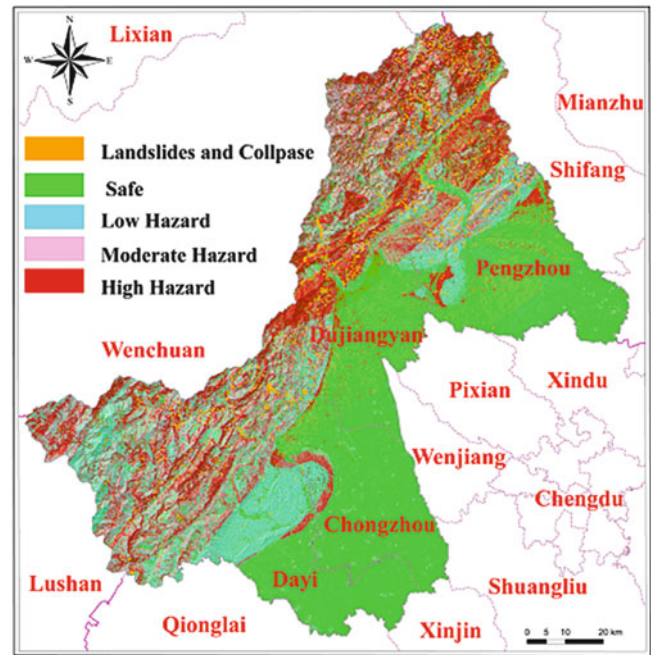 Lixian
N
W E
S
Mianzhu
Landslides and Collpase
Shifang
Safe
Low Hazard
Moderate Hazard
Pengzhou
High Hazard
Dujiangyan
Wenchuan
Pixian
Xindu
Wenjiang
Chengdu
Chongzhou
Lushan
Dayi
Shuangliu
Qionglai
Xinjin
0 5 10 20 km